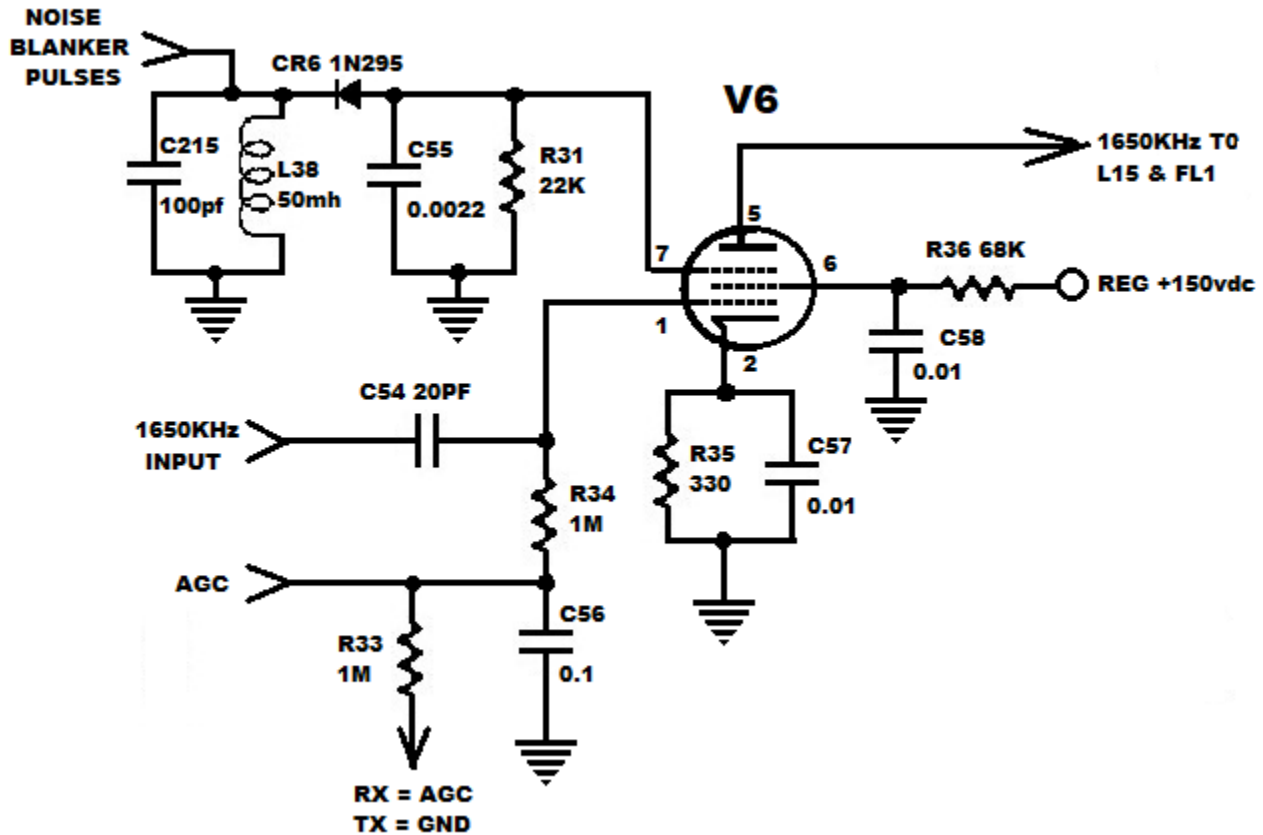 NOISE
BLANKER
PULSES
CR6 1N295
V6
C215
100pf
L38
50mh
C55
0.0022
R31
22K
1650KHz T0
L15 & FL1
5
7
6
1
2
R36 68K
REG +150vdc
C58
0.01
C54 20PF
1650KHz
INPUT
R35
330
C57
0.01
R34
1M
AGC
R33
1M
C56
0.1
RX = AGC
TX = GND